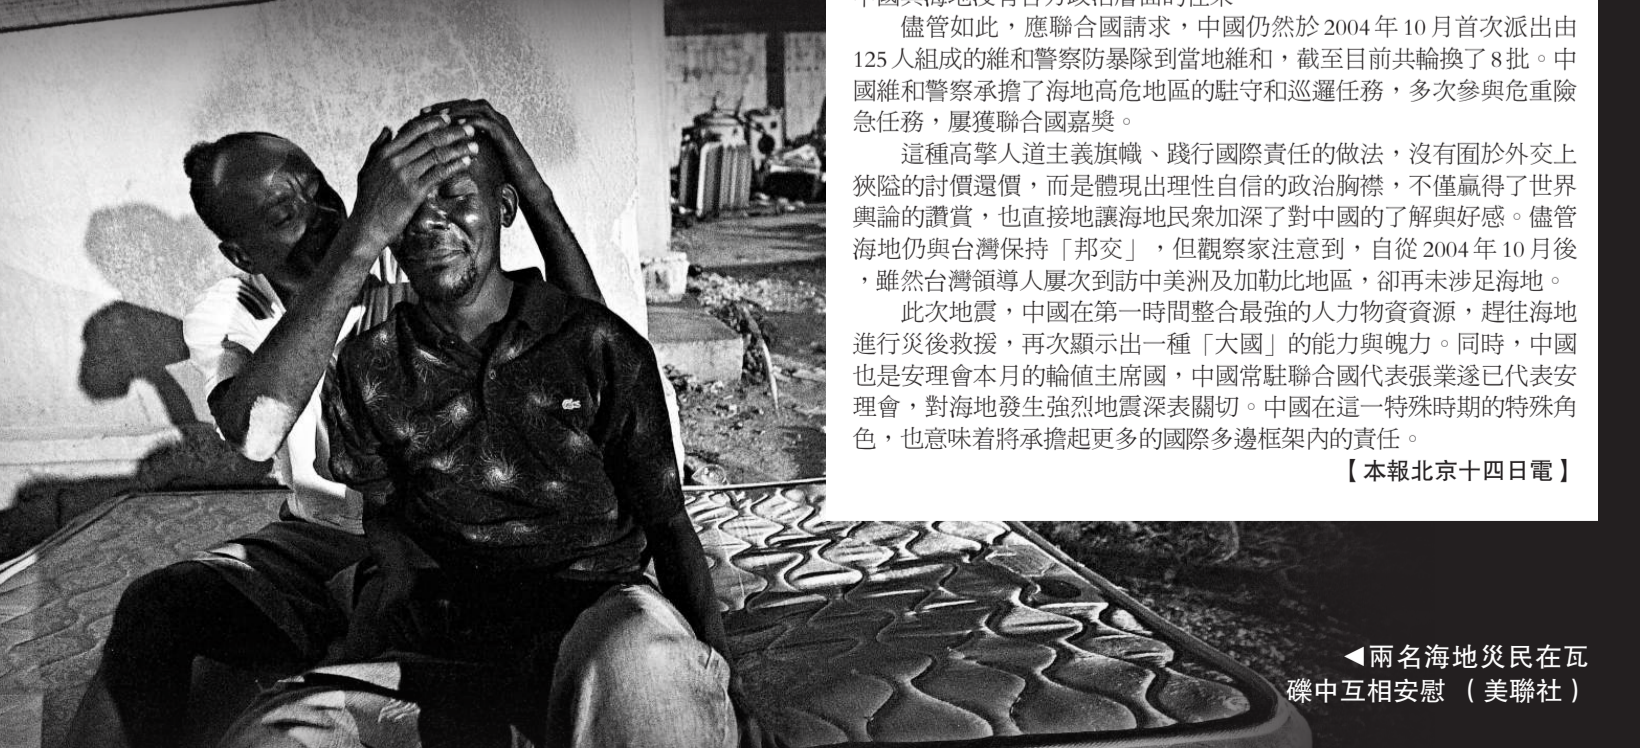 儘管如此，應聯合國請求，中國仍然於 2004 年 10 月首次派出由
125 人組成的維和警察防暴隊到當地維和，截至目前共輪換了 8 批。中
國維和警察承擔了海地高危地區的駐守和巡邏任務，多次參與危重險
急任務，屢獲聯合國嘉獎。
這種高擎人道主義旗幟、踐行國際責任的做法，沒有囿於外交上
狹隘的討價還價，而是體現出理性自信的政治胸襟，不僅贏得了世界
輿論的讚賞，也直接地讓海地民衆加深了對中國的了解與好感。儘管
海地仍與台灣保持「邦交」，但觀察家注意到，自從 2004 年 10 月後
，雖然台灣領導人屢次到訪中美洲及加勒比地區，卻再未涉足海地。
此次地震，中國在第一時間整合最強的人力物資資源，趕往海地
進行災後救援，再次顯示出一種「大國」的能力與魄力。同時，中國
也是安理會本月的輪值主席國，中國常駐聯合國代表張業遂已代表安
理會，對海地發生強烈地震深表關切。中國在這一特殊時期的特殊角
色，也意味着將承擔起更多的國際多邊框架內的責任。
【本報北京十四日電】
◀兩名海地災民在瓦
礫中互相安慰 （美聯社）